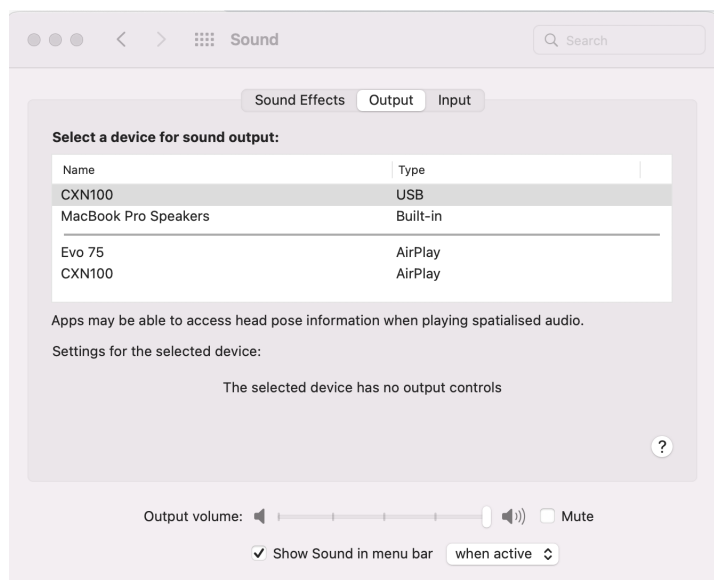 Sound
Search
Sound Effects Output Input
Select a device for sound output:
Name Type
CXN100 USB
MacBook Pro Speakers Built-in
Evo 75 AirPlay
CXN100 AirPlay
Apps may be able to access head pose information when playing spatialised audio.
Settings for the selected device:
The selected device has no output controls
?
Output volume: Mute
Show Sound in menu bar when active